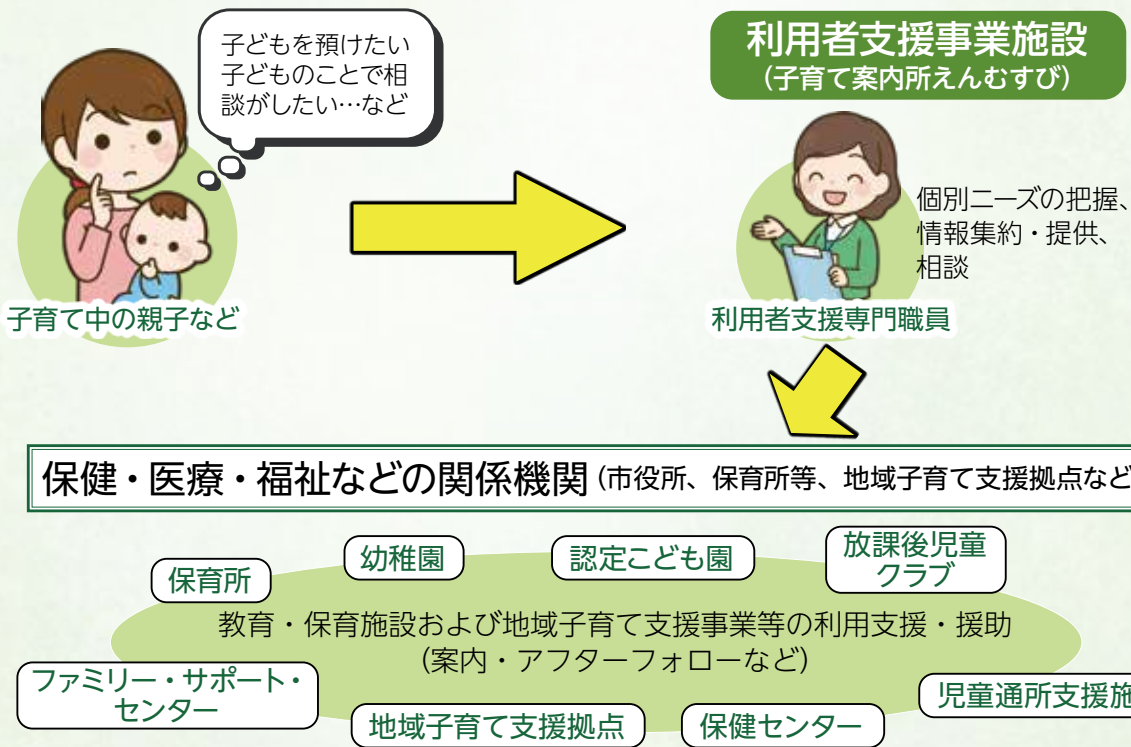 子どもを預けたい
子どものことで相
談がしたい…など
利用者支援事業施設
(子育て案内所えんむすび)
個別ニーズの把握、
情報集約・提供、
相談
子育て中の親子など
利用者支援専門職員
保健・医療・福祉などの関係機関(市役所、保育所等、地域子育て支援拠点など
保育所
幼稚園
認定こども園
放課後児童
クラブ
教育・保育施設および地域子育て支援事業等の利用支援・援助
(案内・アフターフォローなど)
ファミリー・サポート・
センター
地域子育て支援拠点
保健センター
児童通所支援施